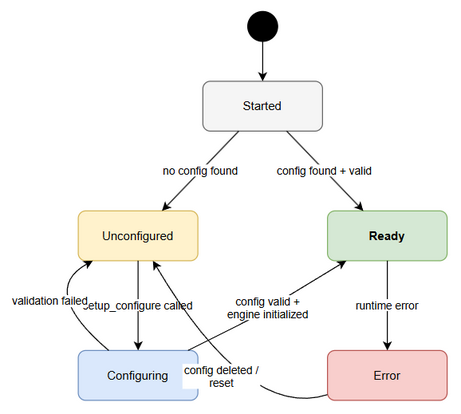 Started
no config found
config found + valid
Unconfigured
Ready
validation failed
setup_configure called
config valid +
engine initialized
runtime error
Configuring
config deleted /
reset
Error